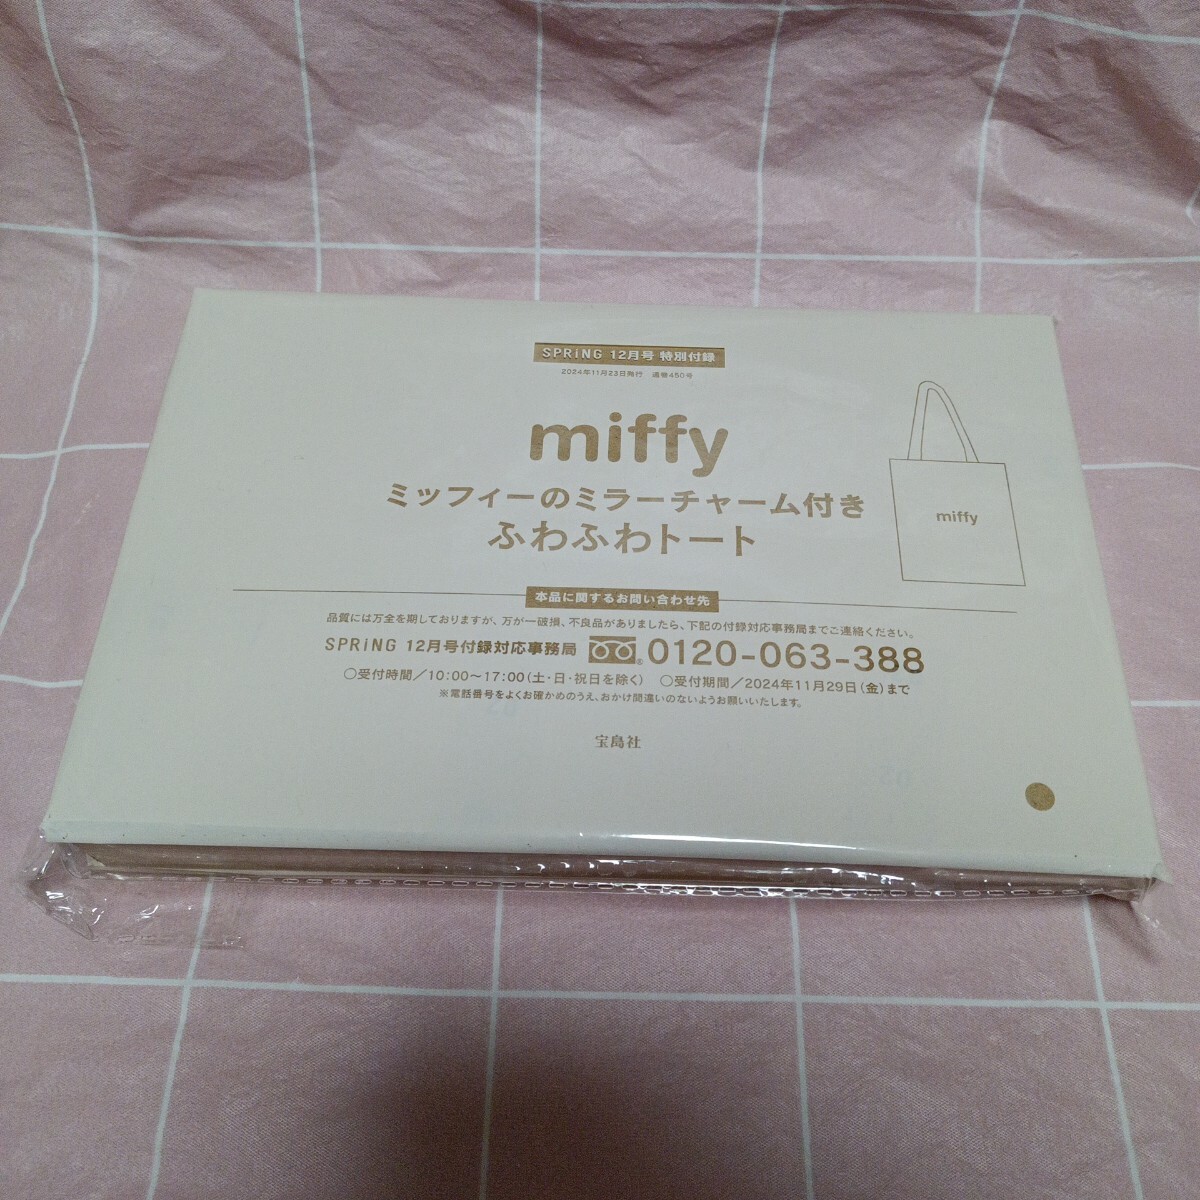 SPRiNG 12月号 特別付録
2024年11月23日発行 通巻450号
miffy
ミッフィーのミラーチャーム付き
ふわふわトート
miffy
本品に関するお問い合わせ先
品質には万全を期しておりますが、万が一破損、不良品がありましたら、下記の付録対応事務局までご連絡ください。
SPRiNG 12月号付録対応事務局 0120-063-388
○受付時間/10:00〜17:00(土・日・祝日を除く) ○受付期間/2024年11月29日(金)まで
※電話番号をよくお確かめのうえ、おかけ間違いのないようお願いいたします。
宝島社